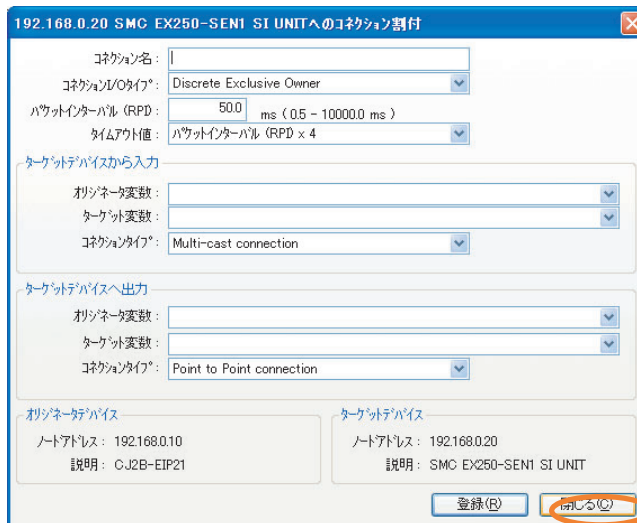 192.168.0.20 SMC EX250-SEN1 SI UNITへのコネクション割付
コネクション名 :
コネクションI/Oタイプ : Discrete Exclusive Owner
パケットインターバル (RPI) : 50.0 ms ( 0.5 - 10000.0 ms )
タイムアウト値 : パケットインターバル (RPI) x 4
ターゲットデバイスから入力
オリジネータ変数 :
ターゲット変数 :
コネクションタイプ : Multi-cast connection
ターゲットデバイスへ出力
オリジネータ変数 :
ターゲット変数 :
コネクションタイプ : Point to Point connection
オリジネータデバイス
ノードアドレス : 192.168.0.10
説明 : CJ2B-EIP21
ターゲットデバイス
ノードアドレス : 192.168.0.20
説明 : SMC EX250-SEN1 SI UNIT
登録(R)
閉じる(C)